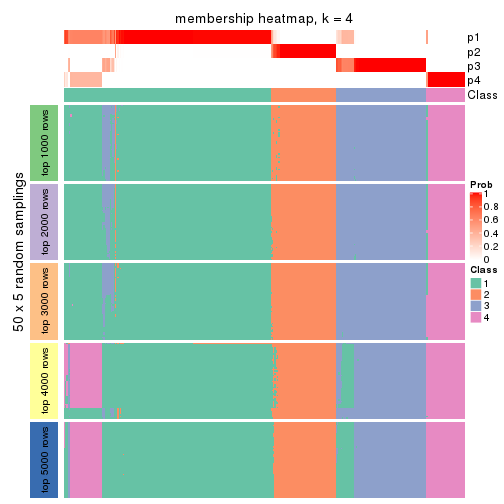 membership heatmap, k = 4
p1
p2
p3
p4
Class
50 x 5 random samplings
top 1000 rows
top 2000 rows
top 3000 rows
top 4000 rows
top 5000 rows
Prob
1
0.8
0.6
0.4
0.2
0
Class
1
2
3
4